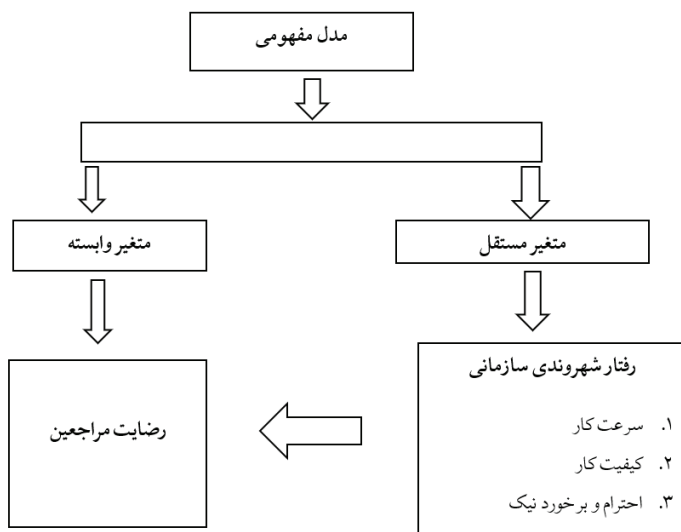 مدل مفهومی
متغیر مستقل
متغیر وابسته
رفتار شهروندی سازمانی
۱. سرعت کار
۲. کیفیت کار
۳. احترام و برخورد نیک
رضایت مراجعین